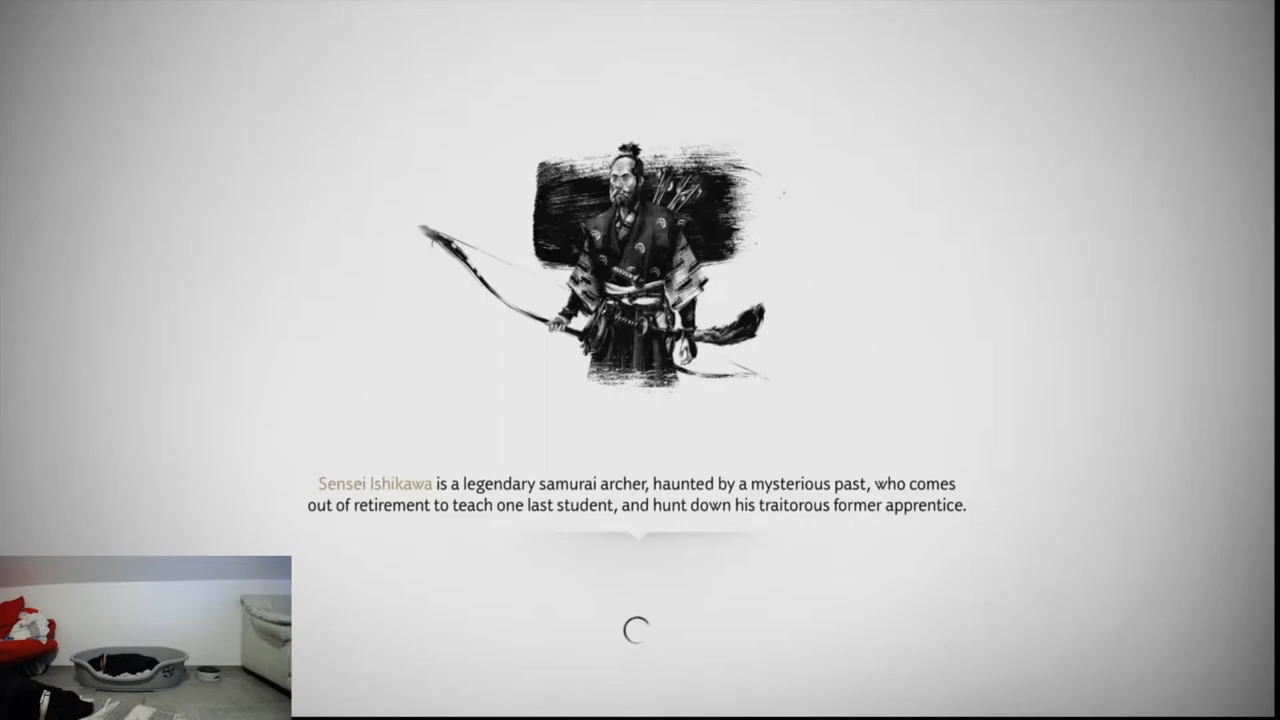 Sensei Ishikawa is a legendary samurai archer, haunted by a mysterious past, who comes
out of retirement to teach one last student, and hunt down his traitorous former apprentice.